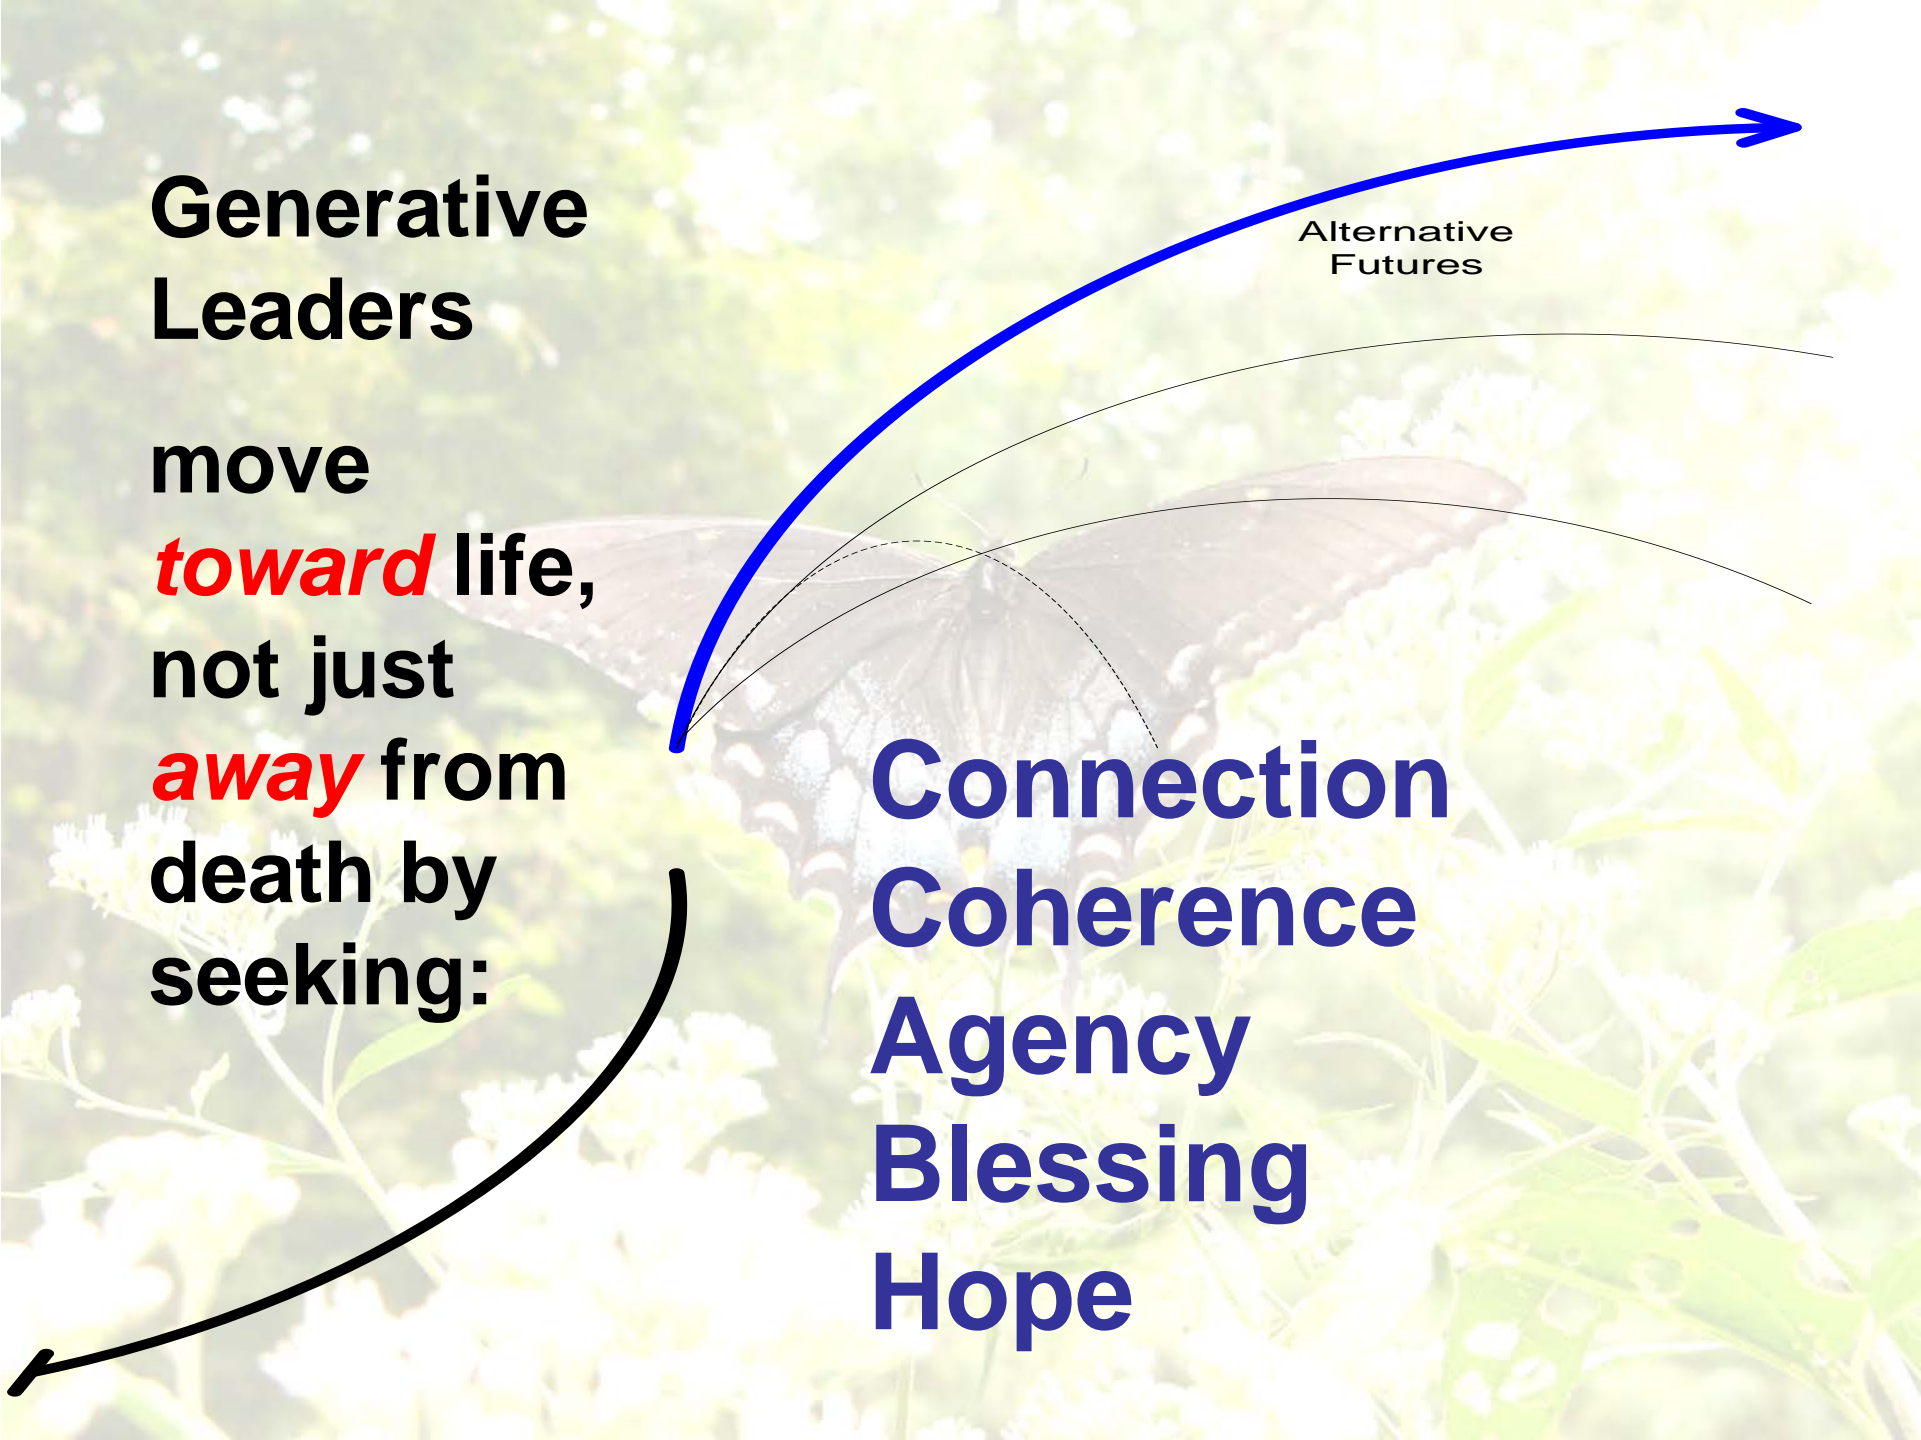 Generative
Leaders
move
toward life,
not just
away from
death by
seeking:
Alternative
Futures
Connection
Coherence
Agency
Blessing
Hope